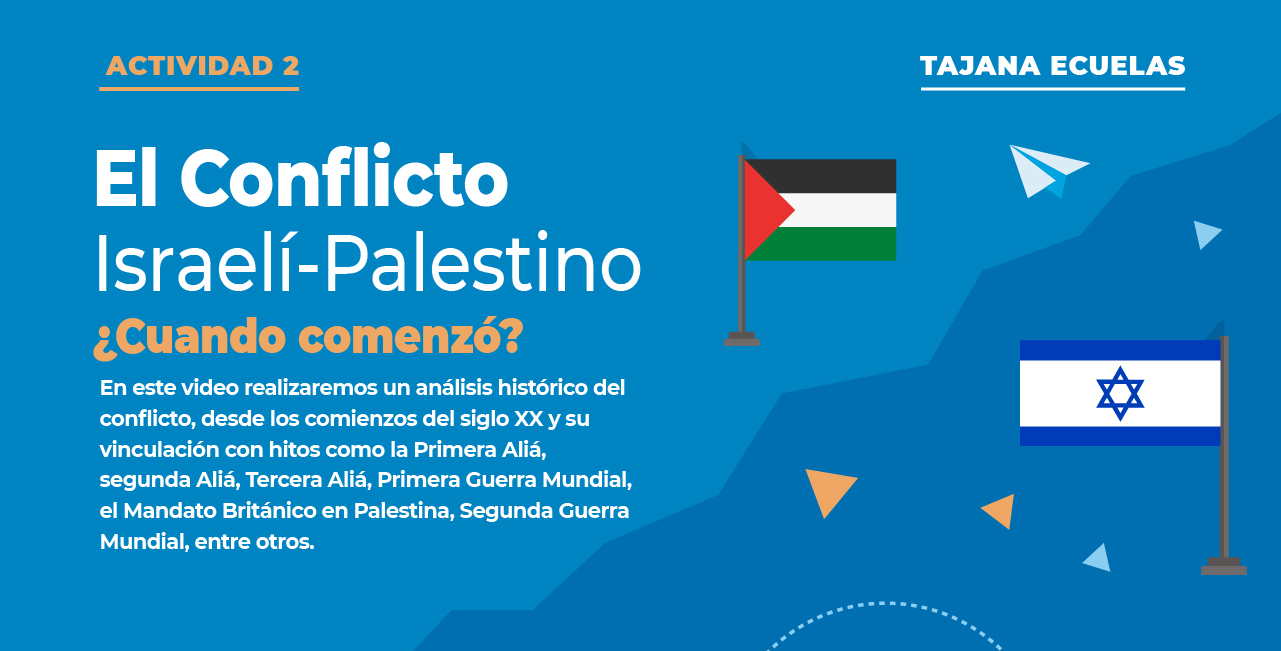 ACTIVIDAD 2
TAJANA ECUELAS
El Conflicto
Israelí-Palestino
¿Cuando comenzó?
En este video realizaremos un análisis histórico del
conflicto, desde los comienzos del siglo XX y su
vinculación con hitos como la Primera Aliá,
segunda Aliá, Tercera Aliá, Primera Guerra Mundial,
el Mandato Británico en Palestina, Segunda Guerra
Mundial, entre otros.